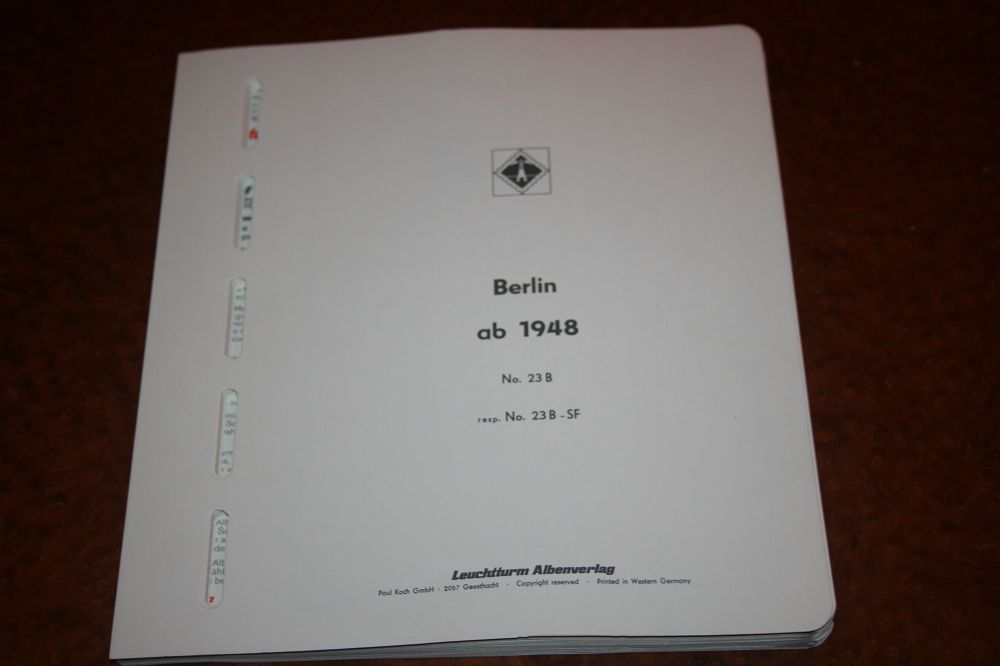 Berlin
ab 1948
No. 23 B
resp. No. 23 B - SF
Leuchtturm Albenverlag
Paul Koch GmbH · 2057 Geesthacht · Copyright reserved · Printed in Western Germany